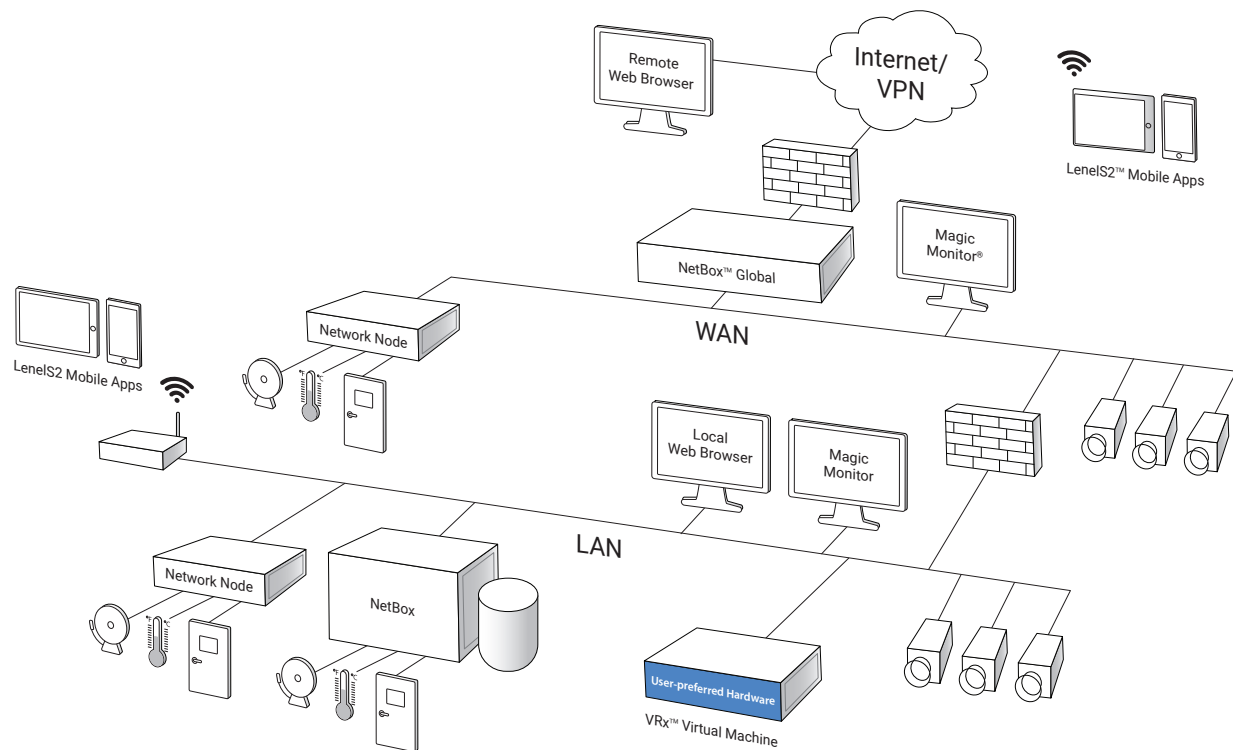 Remote
Web Browser
Internet/
VPN
LenelS2™ Mobile Apps
Magic
Monitor®
NetBox™ Global
WAN
Network Node
°F
°C
LenelS2 Mobile Apps
Local
Web Browser
Magic
Monitor
LAN
Network Node
°F
°C
NetBox
°F
°C
User-preferred Hardware
VRx™ Virtual Machine